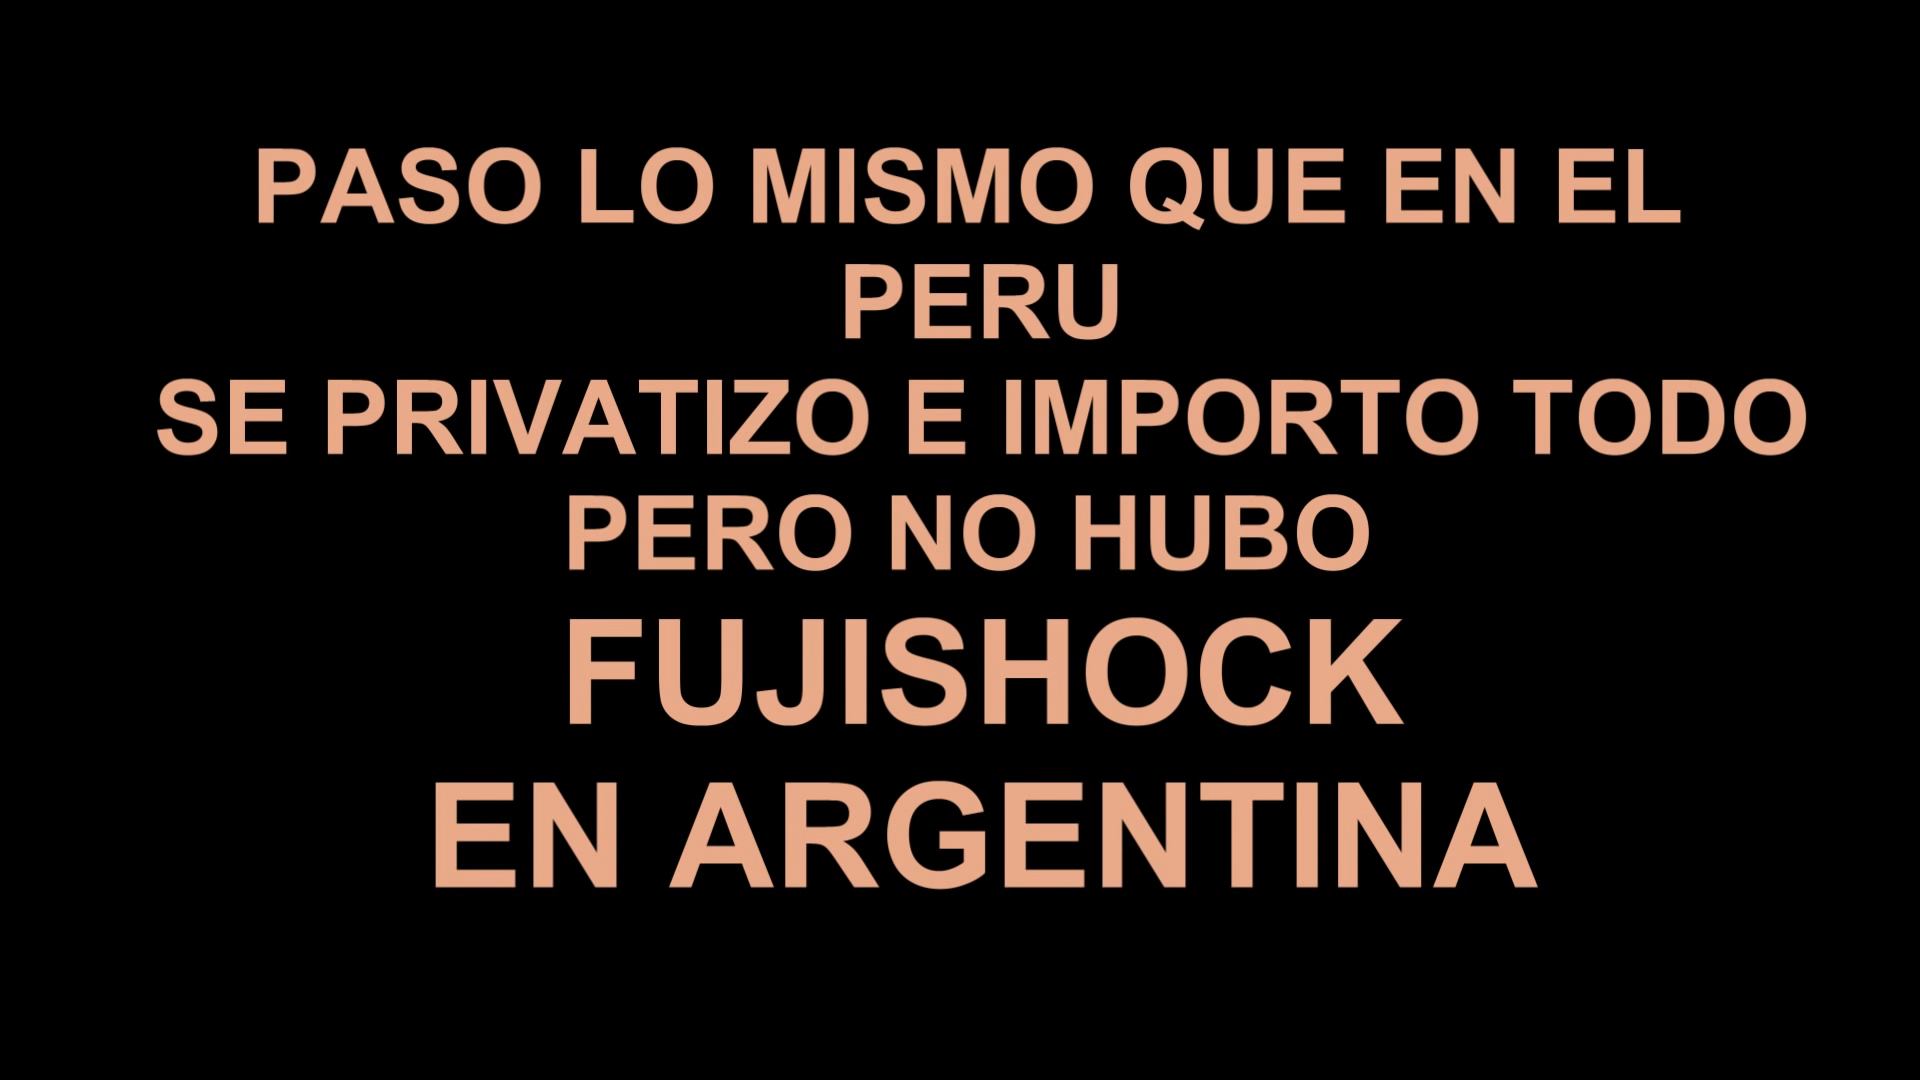 PASO LO MISMO QUE EN EL
PERU
SE PRIVATIZO E IMPORTO TODO
PERO NO HUBO
FUJISHOCK
EN ARGENTINA